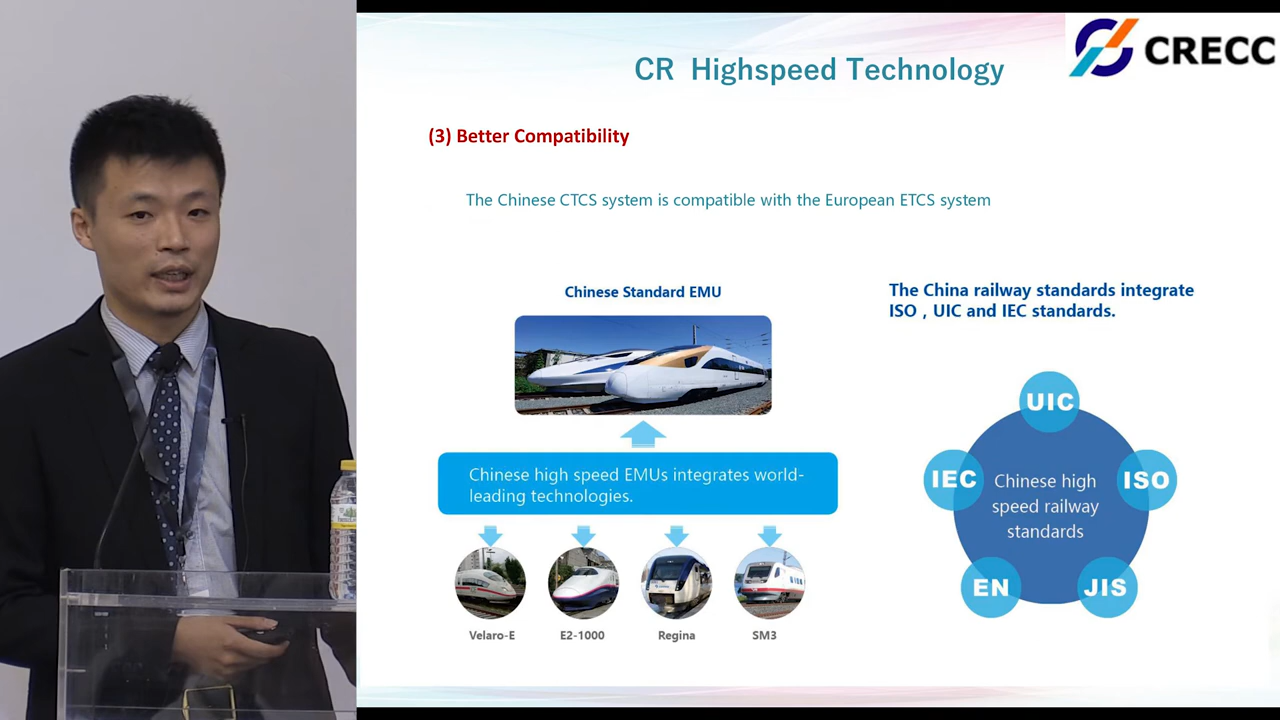 CRECC
CR Highspeed Technology
(3) Better Compatibility
The Chinese CTCS system is compatible with the European ETCS system
Chinese Standard EMU
Chinese high speed EMUs integrates world-
leading technologies.
Velaro-E
E2-1000
Regina
SM3
The China railway standards integrate
ISO , UIC and IEC standards.
UIC
IEC
ISO
Chinese high
speed railway
standards
EN
JIS